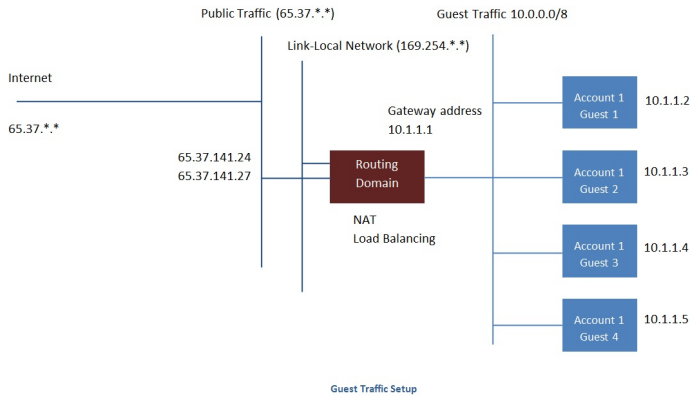 Public Traffic (65.37.*.*)
Guest Traffic 10.0.0.0/8
Link-Local Network (169.254.*.*)
Internet
65.37.*.*
Gateway address
10.1.1.1
65.37.141.24
65.37.141.27
Routing
Domain
NAT
Load Balancing
Account 1
Guest 1
10.1.1.2
Account 1
Guest 2
10.1.1.3
Account 1
Guest 3
10.1.1.4
Account 1
Guest 4
10.1.1.5
Guest Traffic Setup